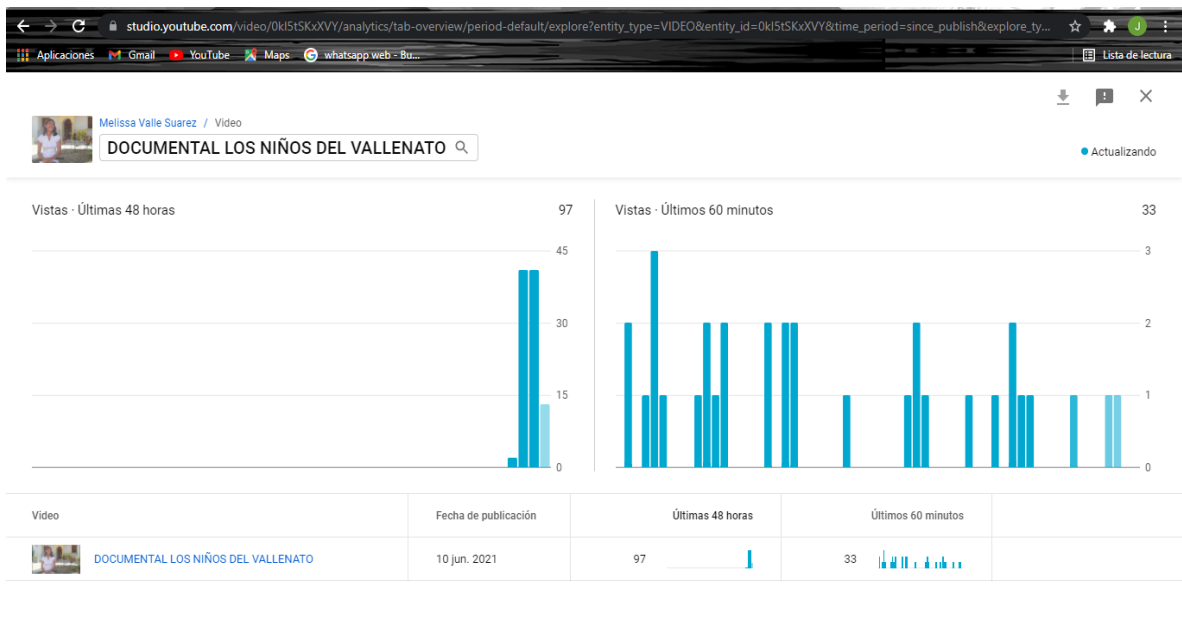 studio.youtube.com/video/0kI5tSKxXVY/analytics/tab-overview/period-default/explore?entity_type=VIDEO&entity_id=0kI5tSKxXVY&time_period=since_publish&explore_ty...
J
Aplicaciones
Gmail
YouTube
Maps
whatsapp web - Bu...
Lista de lectura
Melissa Valle Suarez / Video
DOCUMENTAL LOS NIÑOS DEL VALLENATO
Actualizando
Vistas · Últimas 48 horas 97
45
30
15
0
Vistas · Últimos 60 minutos 33
3
2
1
0
Video Fecha de publicación Últimas 48 horas Últimos 60 minutos
DOCUMENTAL LOS NIÑOS DEL VALLENATO 10 jun. 2021 97 33